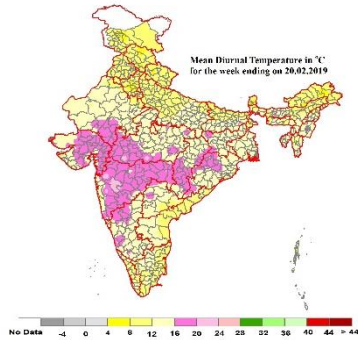 Mean Diurnal Temperature in °C
for the week ending on 20.02.2019
No Data -4 0 4 8 12 16 20 24 28 32 36 40 44 > 44